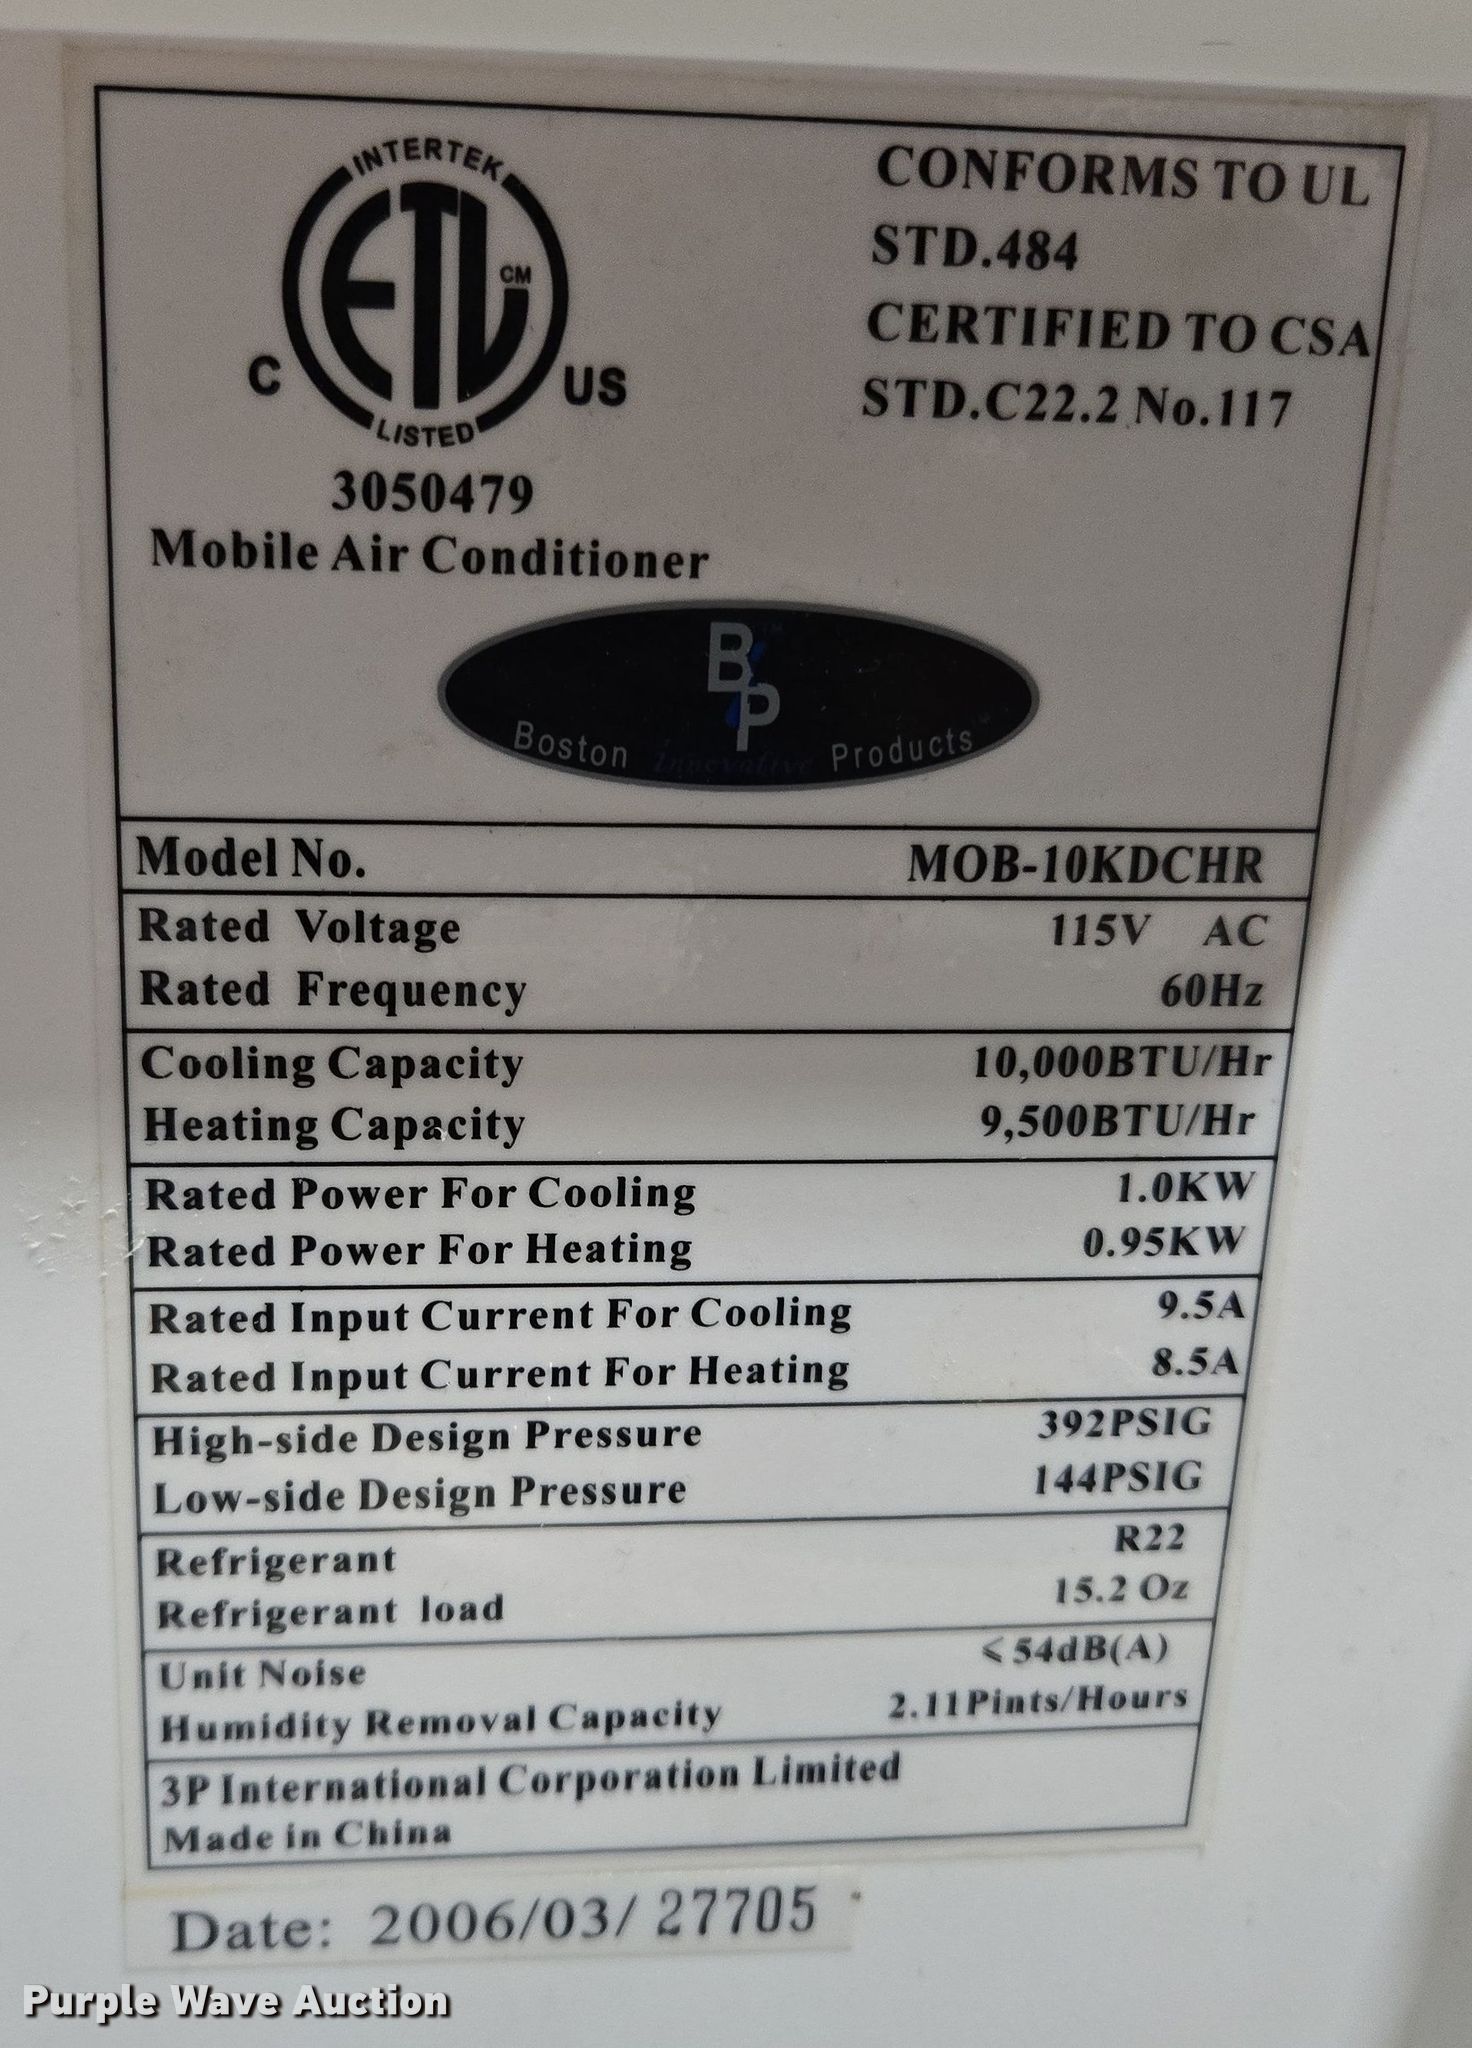 INTERTEK
ETL CM
C US
LISTED
3050479
CONFORMS TO UL
STD.484
CERTIFIED TO CSA
STD.C22.2 No.117
Mobile Air Conditioner
BP™
Boston innovative Products™
Model No. MOB-10KDCHR
Rated Voltage 115V AC
Rated Frequency 60Hz
Cooling Capacity 10,000BTU/Hr
Heating Capacity 9,500BTU/Hr
Rated Power For Cooling 1.0KW
Rated Power For Heating 0.95KW
Rated Input Current For Cooling 9.5A
Rated Input Current For Heating 8.5A
High-side Design Pressure 392PSIG
Low-side Design Pressure 144PSIG
Refrigerant R22
Refrigerant load 15.2 Oz
Unit Noise ⩽54dB(A)
Humidity Removal Capacity 2.11Pints/Hours
3P International Corporation Limited
Made in China
Date: 2006/03/ 27705
Purple Wave Auction